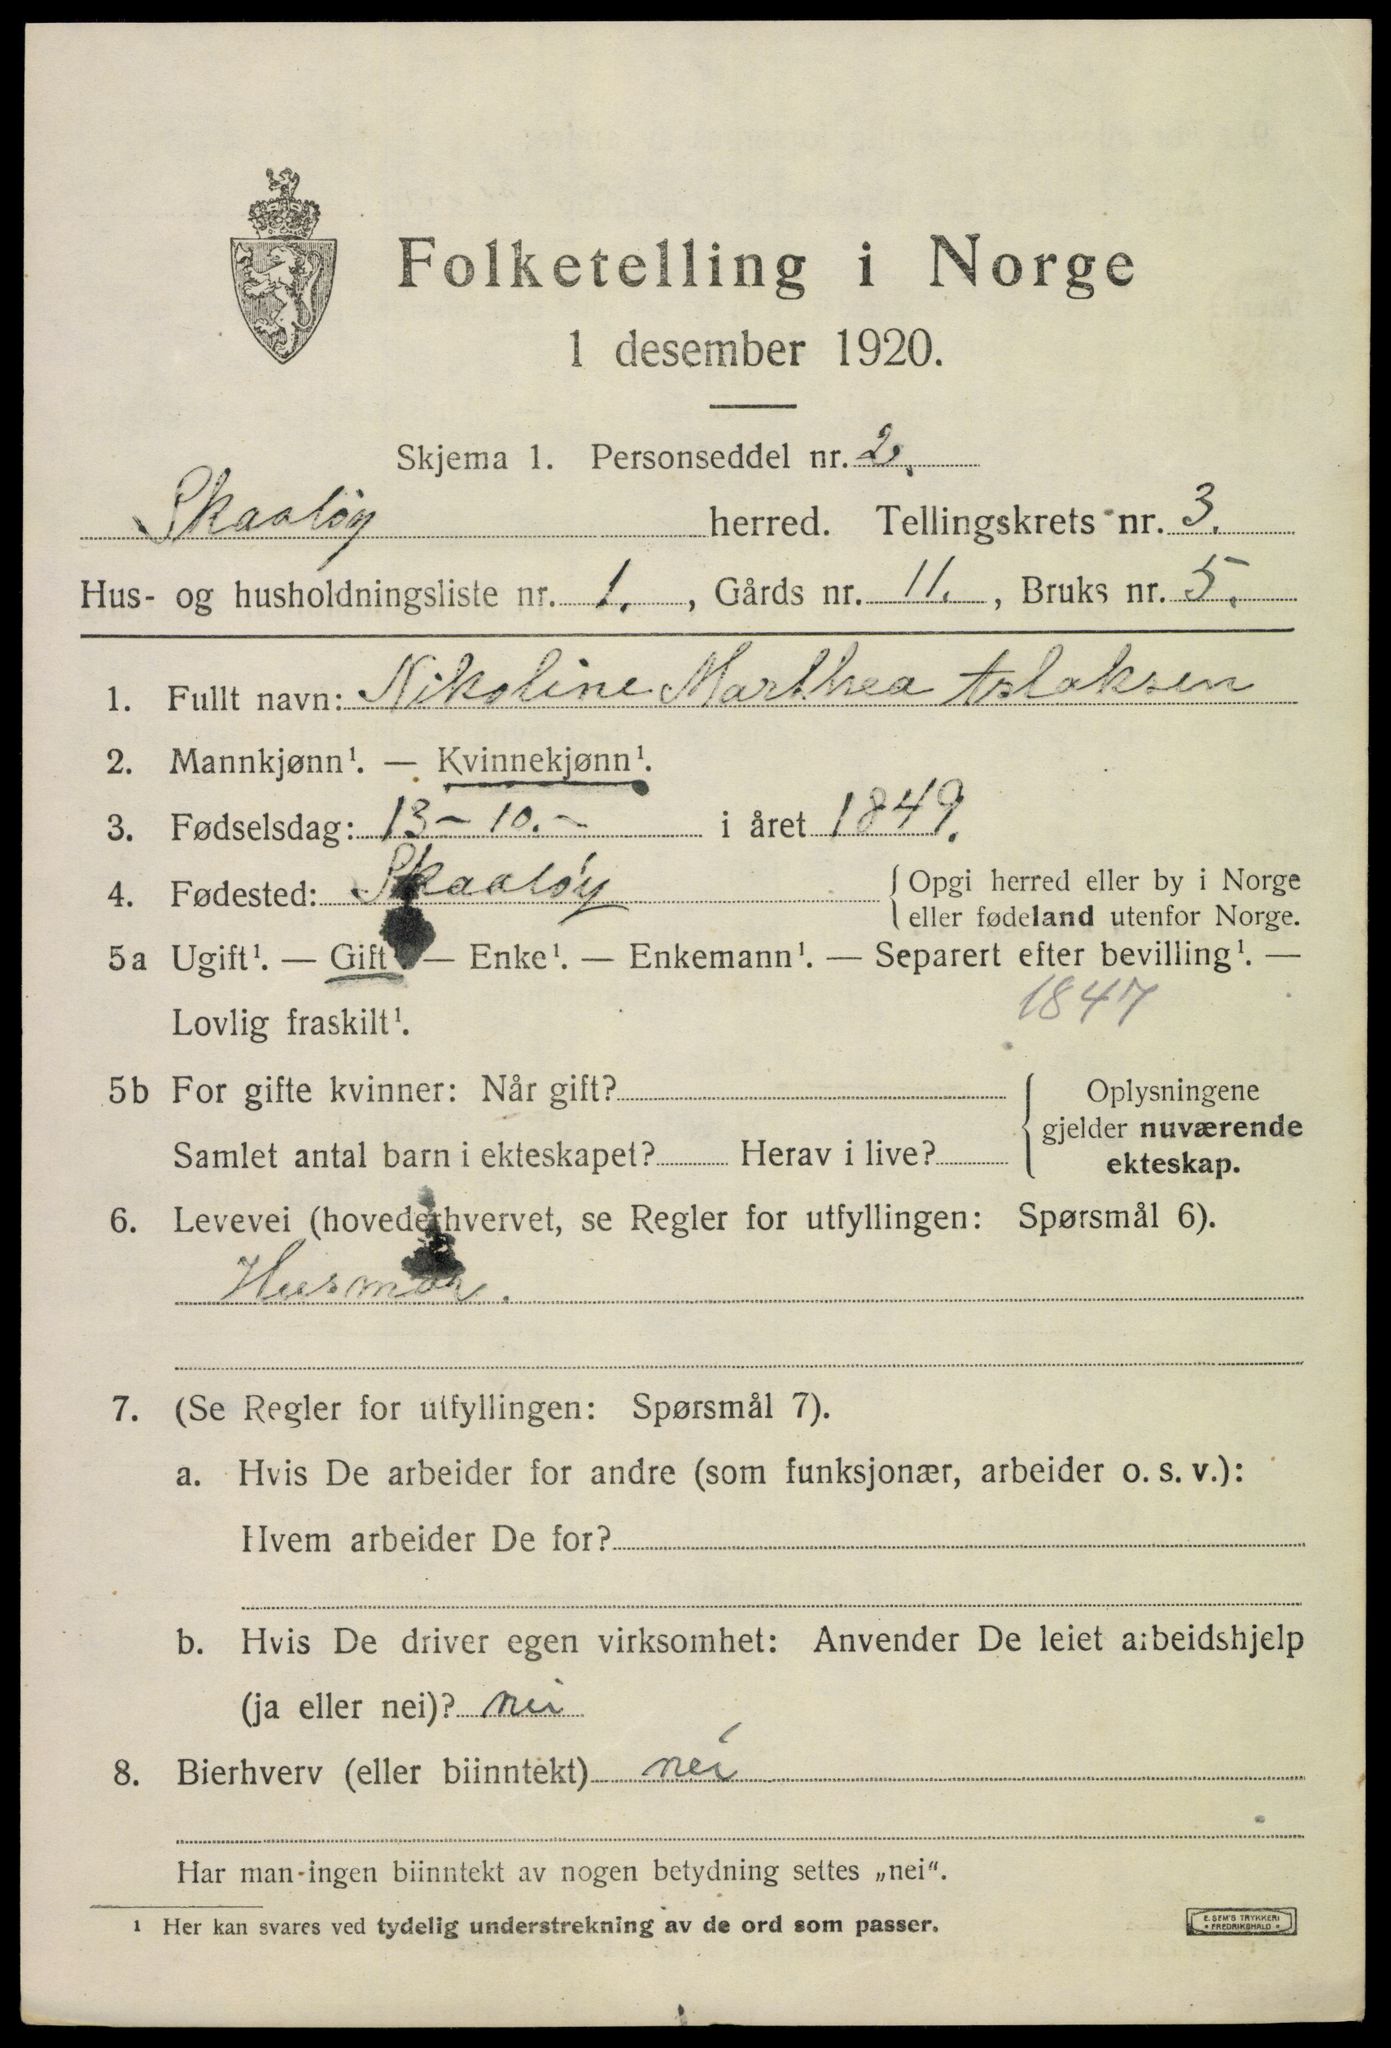 Folketelling i Norge
1 desember 1920.
Skjema 1. Personseddel nr. 2.
Skaatøy herred. Tellingskrets nr. 3.
Hus- og husholdningsliste nr. 1. , Gårds nr. 11. , Bruks nr. 5.
1. Fullt navn: Nikoline Marthea Aslaksen
2. Mannkjønn¹. — Kvinnekjønn¹.
3. Fødselsdag: 13 - 10. - i året 1849.
4. Fødested: Skaatøy { Opgi herred eller by i Norge
eller fødeland utenfor Norge.
5a Ugift¹. — Gift — Enke¹. — Enkemann¹. — Separert efter bevilling¹. —
1847
Lovlig fraskilt¹.
5b For gifte kvinner: Når gift?
Samlet antal barn i ekteskapet? Herav i live?
{ Oplysningene
gjelder nuværende
ekteskap.
6. Levevei (hovederhvervet, se Regler for utfyllingen: Spørsmål 6).
Husmor.
7. (Se Regler for utfyllingen: Spørsmål 7).
a. Hvis De arbeider for andre (som funksjonær, arbeider o. s. v.):
Hvem arbeider De for?
b. Hvis De driver egen virksomhet: Anvender De leiet arbeidshjelp
(ja eller nei)? nei
8. Bierhverv (eller biinntekt) nei
Har man ingen biinntekt av nogen betydning settes „nei“.
¹ Her kan svares ved tydelig understrekning av de ord som passer.
E. SEM'S TRYKKERI
• FREDRIKSHALD •